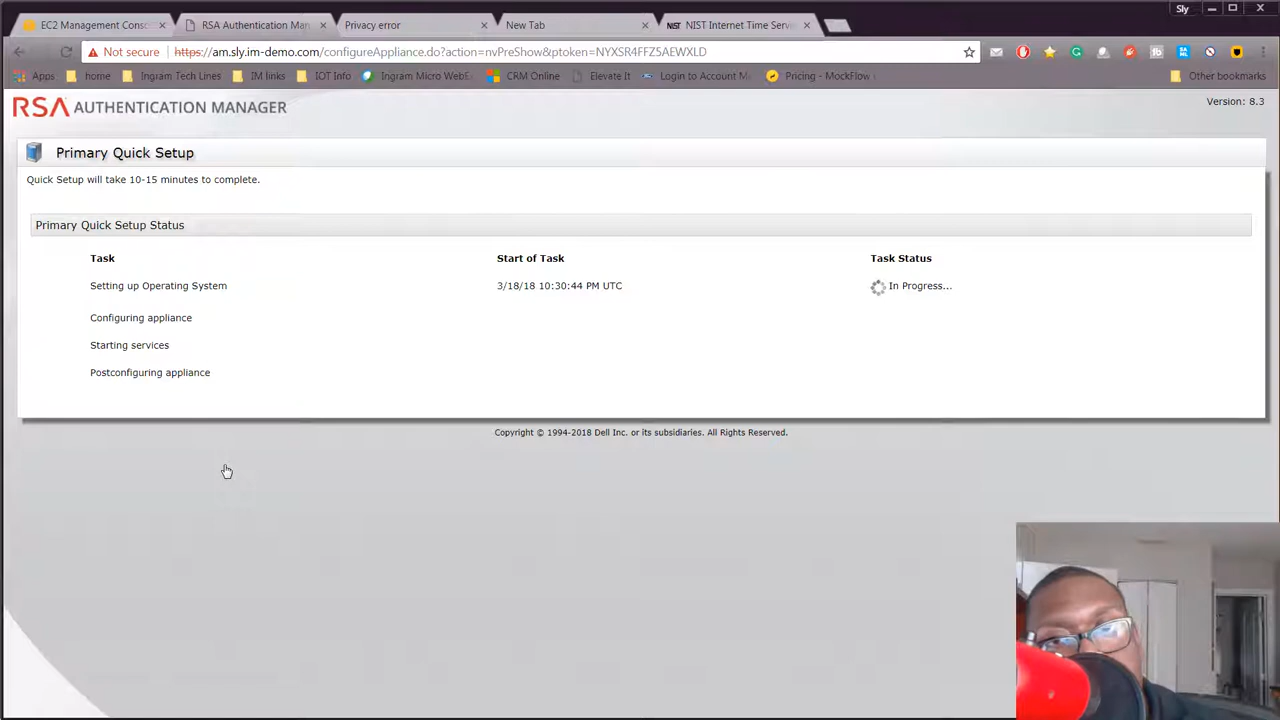 EC2 Management Conso
RSA Authentication Man
Privacy error
New Tab
NIST
NIST Internet Time Serv
Sly
Not secure
https://am.sly.im-demo.com/configureAppliance.do?action=nvPreShow&ptoken=NYXSR4FFZ5AEWXLD
Apps
home
Ingram Tech Lines
IM links
IOT Info
Ingram Micro WebE
CRM Online
Elevate It
Login to Account M
Pricing - MockFlow
Other bookmarks
RSA AUTHENTICATION MANAGER
Version: 8.3
Primary Quick Setup
Quick Setup will take 10-15 minutes to complete.
Primary Quick Setup Status
Task Start of Task Task Status
Setting up Operating System 3/18/18 10:30:44 PM UTC In Progress...
Configuring appliance
Starting services
Postconfiguring appliance
Copyright © 1994-2018 Dell Inc. or its subsidiaries. All Rights Reserved.